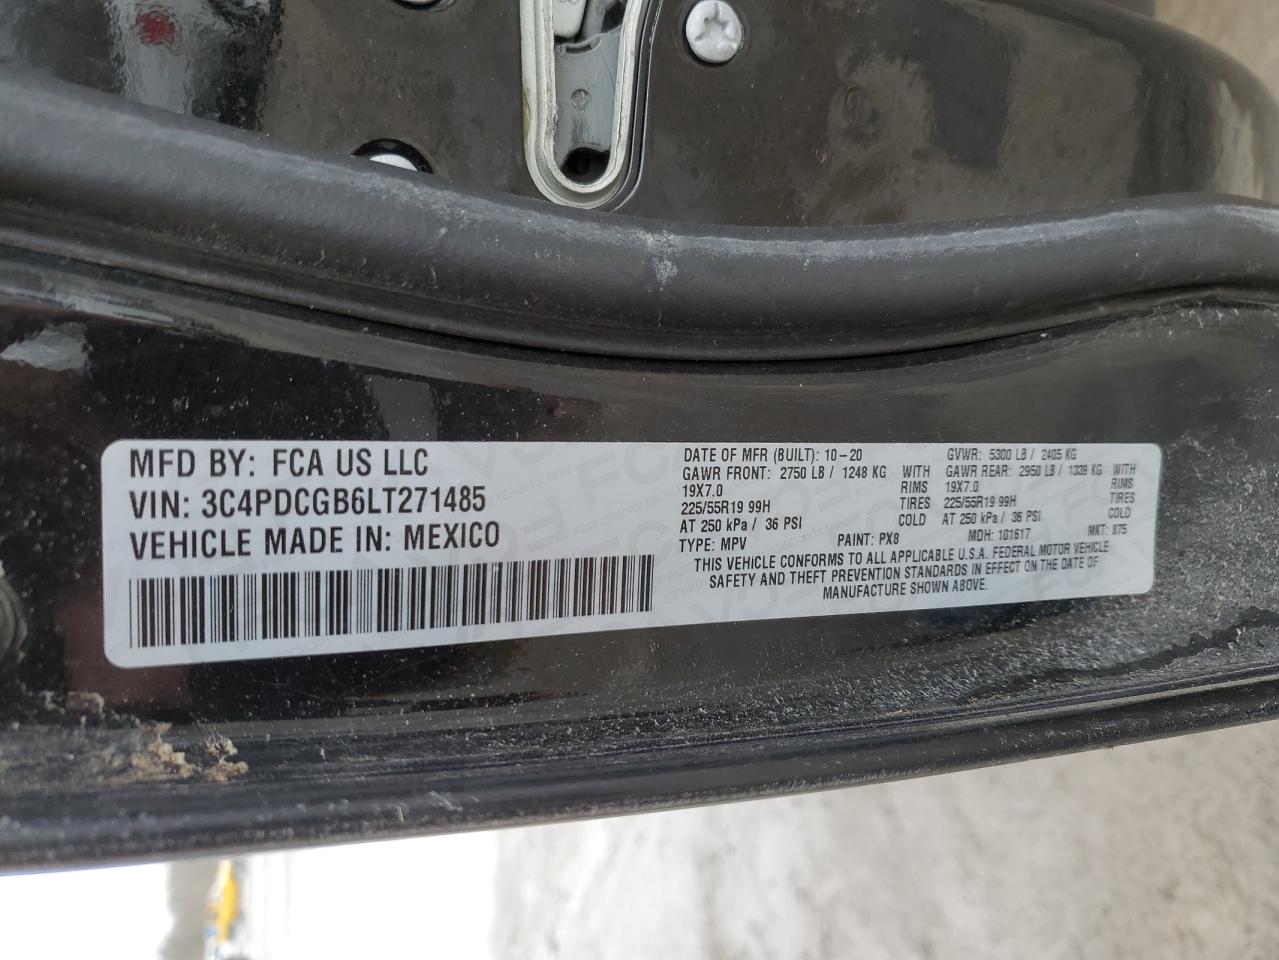 MFD BY: FCA US LLC
VIN: 3C4PDCGB6LT271485
VEHICLE MADE IN: MEXICO
DATE OF MFR (BUILT): 10-20
GAWR FRONT: 2750 LB / 1248 KG WITH
19X7.0 RIMS
225/55R19 99H TIRES
AT 250 kPa / 36 PSI COLD
GVWR: 5300 LB / 2405 KG
GAWR REAR: 2950 LB / 1339 KG WITH
19X7.0 RIMS
225/55R19 99H TIRES
AT 250 kPa / 36 PSI COLD
TYPE: MPV PAINT: PX8 MDH: 101617 MKT: 875
THIS VEHICLE CONFORMS TO ALL APPLICABLE U.S.A. FEDERAL MOTOR VEHICLE
SAFETY AND THEFT PREVENTION STANDARDS IN EFFECT ON THE DATE OF
MANUFACTURE SHOWN ABOVE.